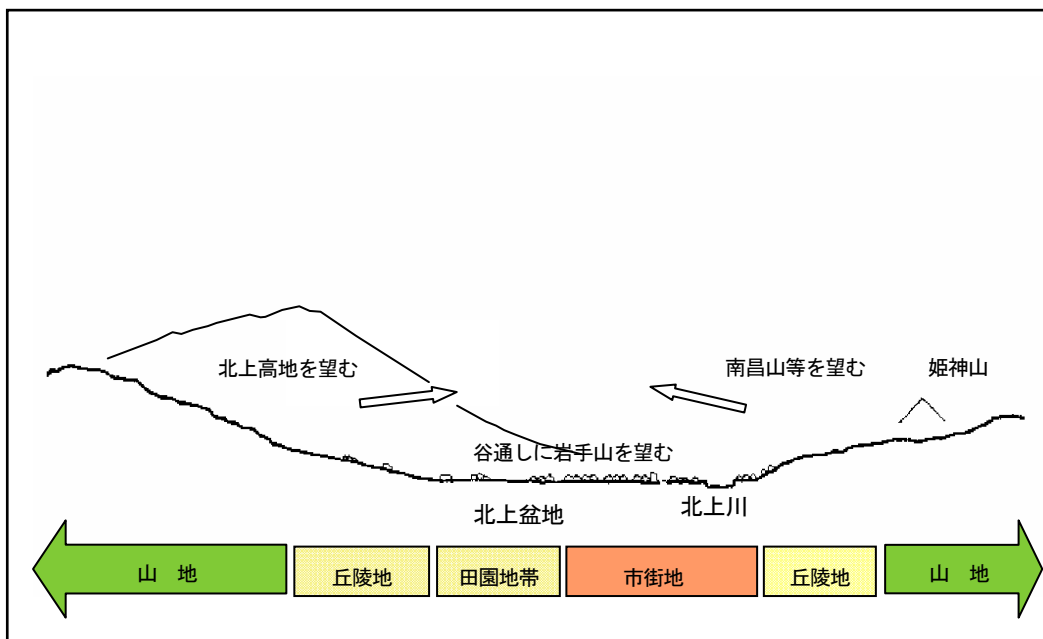 北上高地を望む
南昌山等を望む
姫神山
谷通しに岩手山を望む
北上盆地
北上川
山 地
丘陵地
田園地帯
市街地
丘陵地
山 地